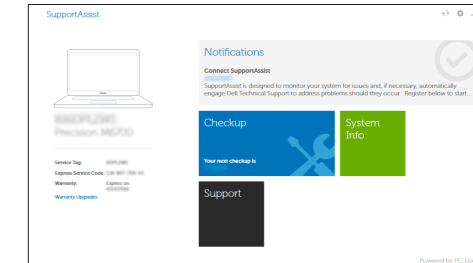 SupportAssist
Notifications
Connect SupportAssist
SupportAssist is designed to monitor your system for issues and, if necessary, automatically
engage Dell Technical Support to address problems should they occur. Register below to start...
Precision M6700
Checkup
Your next checkup is
System
Info
Service Tag:
Express Service Code:
Warranty: Expires on
Warranty Upgrades
Support
Powered by PC-Do